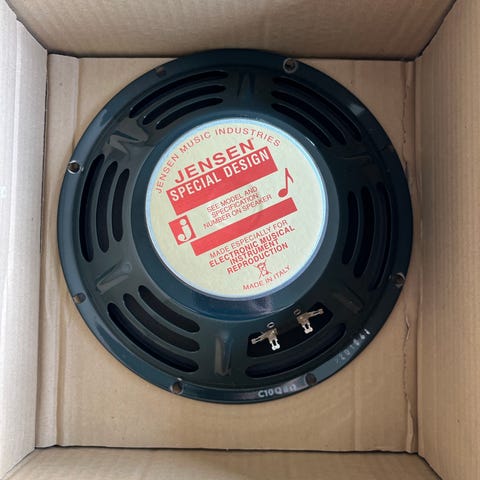 JENSEN MUSIC INDUSTRIES
JENSEN
SPECIAL DESIGN
SEE MODEL AND
SPECIFICATION
NUMBER ON SPEAKER
j
MADE ESPECIALLY FOR
ELECTRONIC MUSICAL
INSTRUMENT
REPRODUCTION
MADE IN ITALY